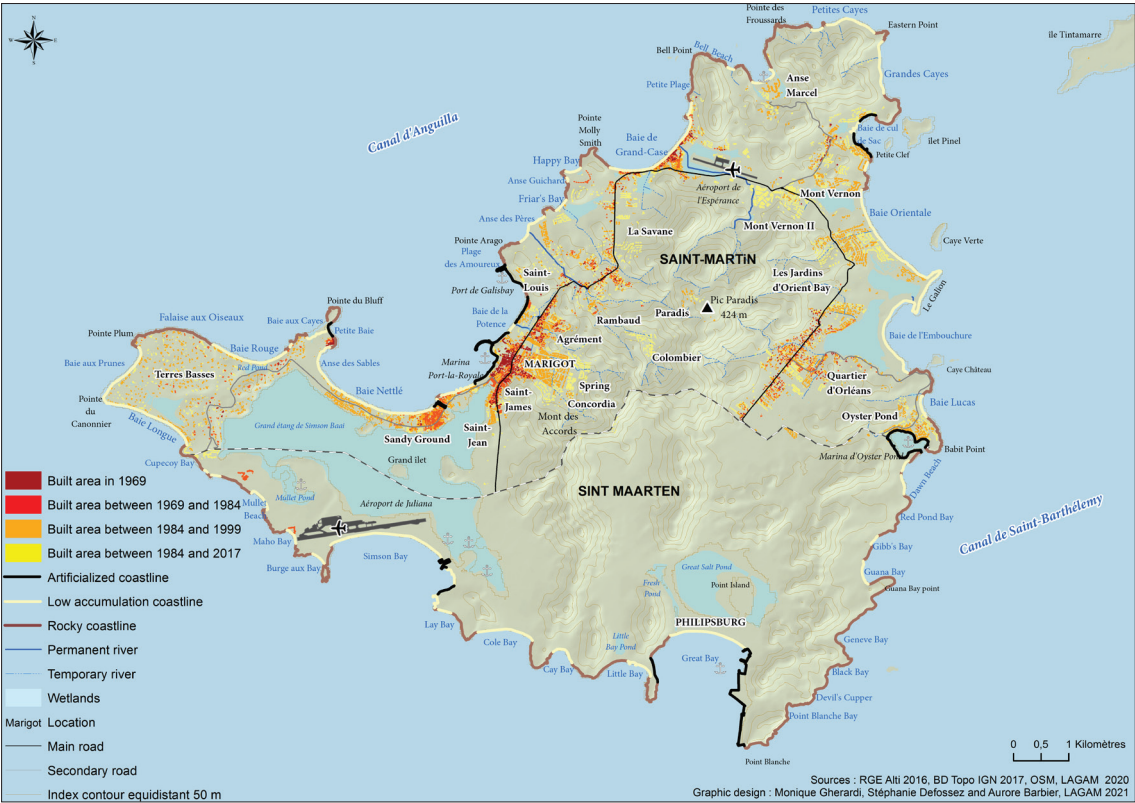 Pointe des
Froussards
Petites Cayes
Eastern Point
île Tintamarre
N
W
E
S
Bell Point
Bell Beach
Anse
Marcel
Grandes Cayes
Petite Plage
Canal d'Anguilla
Pointe
Molly
Smith
Baie de
Grand-Case
Baie de cul
de Sac
îlet Pinel
Petite Clef
Happy Bay
Anse Guichard
Aéroport de
l'Espérance
Mont Vernon
Friar's Bay
Baie Orientale
Anse des Pères
La Savane
Mont Vernon II
Pointe Arago
Plage
des Amoureux
SAINT-MARTiN
Caye Verte
Saint-
Louis
Les Jardins
d'Orient Bay
Port de Galisbay
Le Galion
Pointe du Bluff
Pic Paradis
424 m
Falaise aux Oiseaux
Baie aux Cayes
Baie de la
Potence
Rambaud
Paradis
Pointe Plum
Petite Baie
Agrément
Baie de l'Embouchure
Baie Rouge
Marina
Port-la-Royale
MARIGOT
Colombier
Baie aux Prunes
Red Pond
Anse des Sables
Caye Château
Terres Basses
Quartier
d'Orléans
Baie Nettlé
Saint-
James
Spring
Concordia
Pointe
du
Canonnier
Baie Lucas
Oyster Pond
Mont des
Accords
Baie Longue
Grand étang de Simson Baai
Sandy Ground
Saint-
Jean
Babit Point
Marina d'Oyster Pond
Cupecoy Bay
Grand îlet
Dawn Beach
SINT MAARTEN
Mullet Pond
Aéroport de Juliana
Mullet
Beach
Red Pond Bay
Canal de Saint-Barthélemy
Maho Bay
Simson Bay
Gibb's Bay
Burge aux Bay
Great Salt Pond
Guana Bay
Fresh
Pond
Point Island
Guana Bay point
Lay Bay
PHILIPSBURG
Cole Bay
Little
Bay Pond
Geneve Bay
Great Bay
Cay Bay
Little Bay
Black Bay
Devil's Cupper
Point Blanche Bay
Point Blanche
Built area in 1969
Built area between 1969 and 1984
Built area between 1984 and 1999
Built area between 1984 and 2017
Artificialized coastline
Low accumulation coastline
Rocky coastline
Permanent river
Temporary river
Wetlands
Marigot Location
Main road
Secondary road
Index contour equidistant 50 m
0 0,5 1 Kilomètres
Sources : RGE Alti 2016, BD Topo IGN 2017, OSM, LAGAM 2020
Graphic design : Monique Gherardi, Stéphanie Defossez and Aurore Barbier, LAGAM 2021